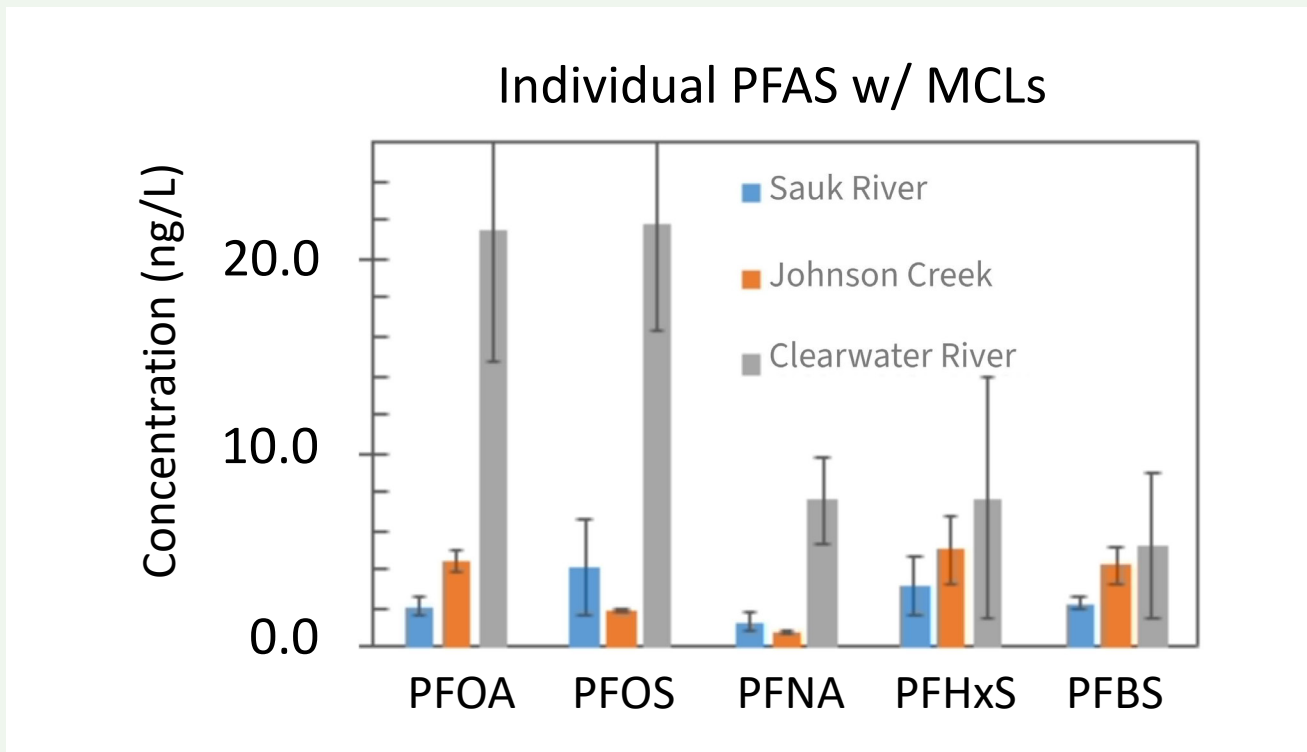 Individual PFAS w/ MCLs
Concentration (ng/L)
20.0
10.0
0.0
Sauk River
Johnson Creek
Clearwater River
PFOA PFOS PFNA PFHxS PFBS